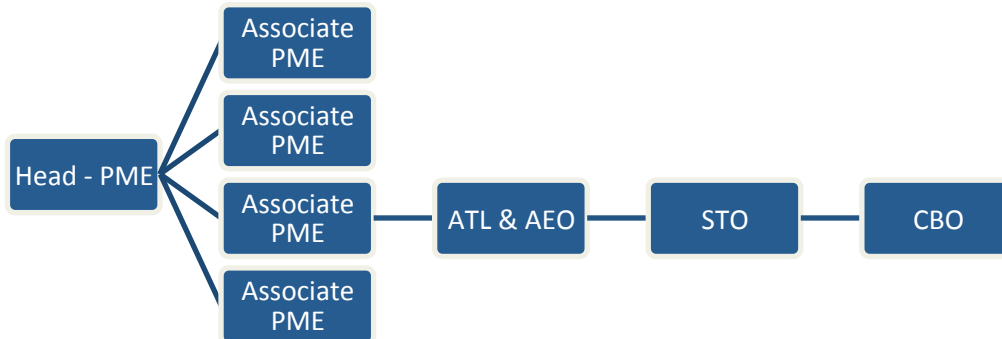 Associate
PME
Associate
PME
Head - PME
Associate
PME
ATL & AEO
STO
CBO
Associate
PME